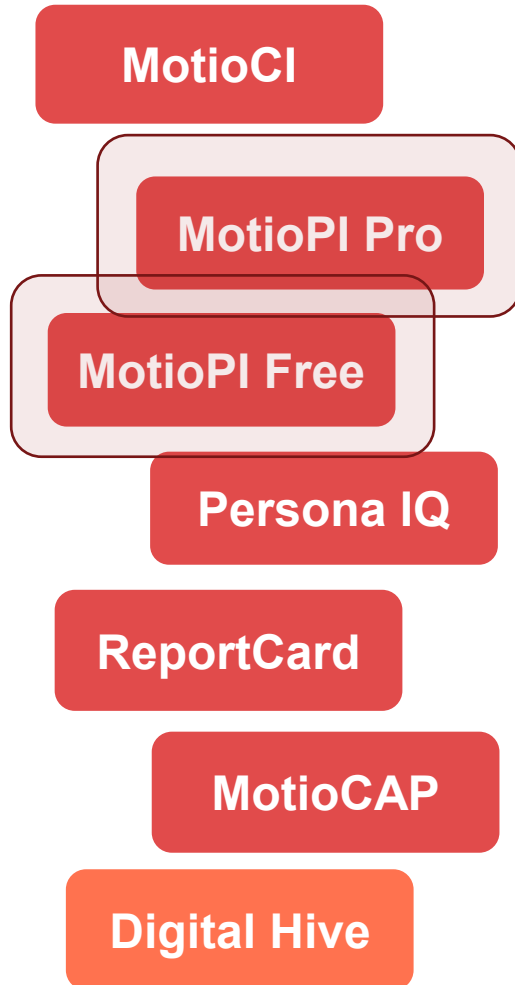 MotioCI
MotioPI Pro
MotioPI Free
Persona IQ
ReportCard
MotioCAP
Digital Hive